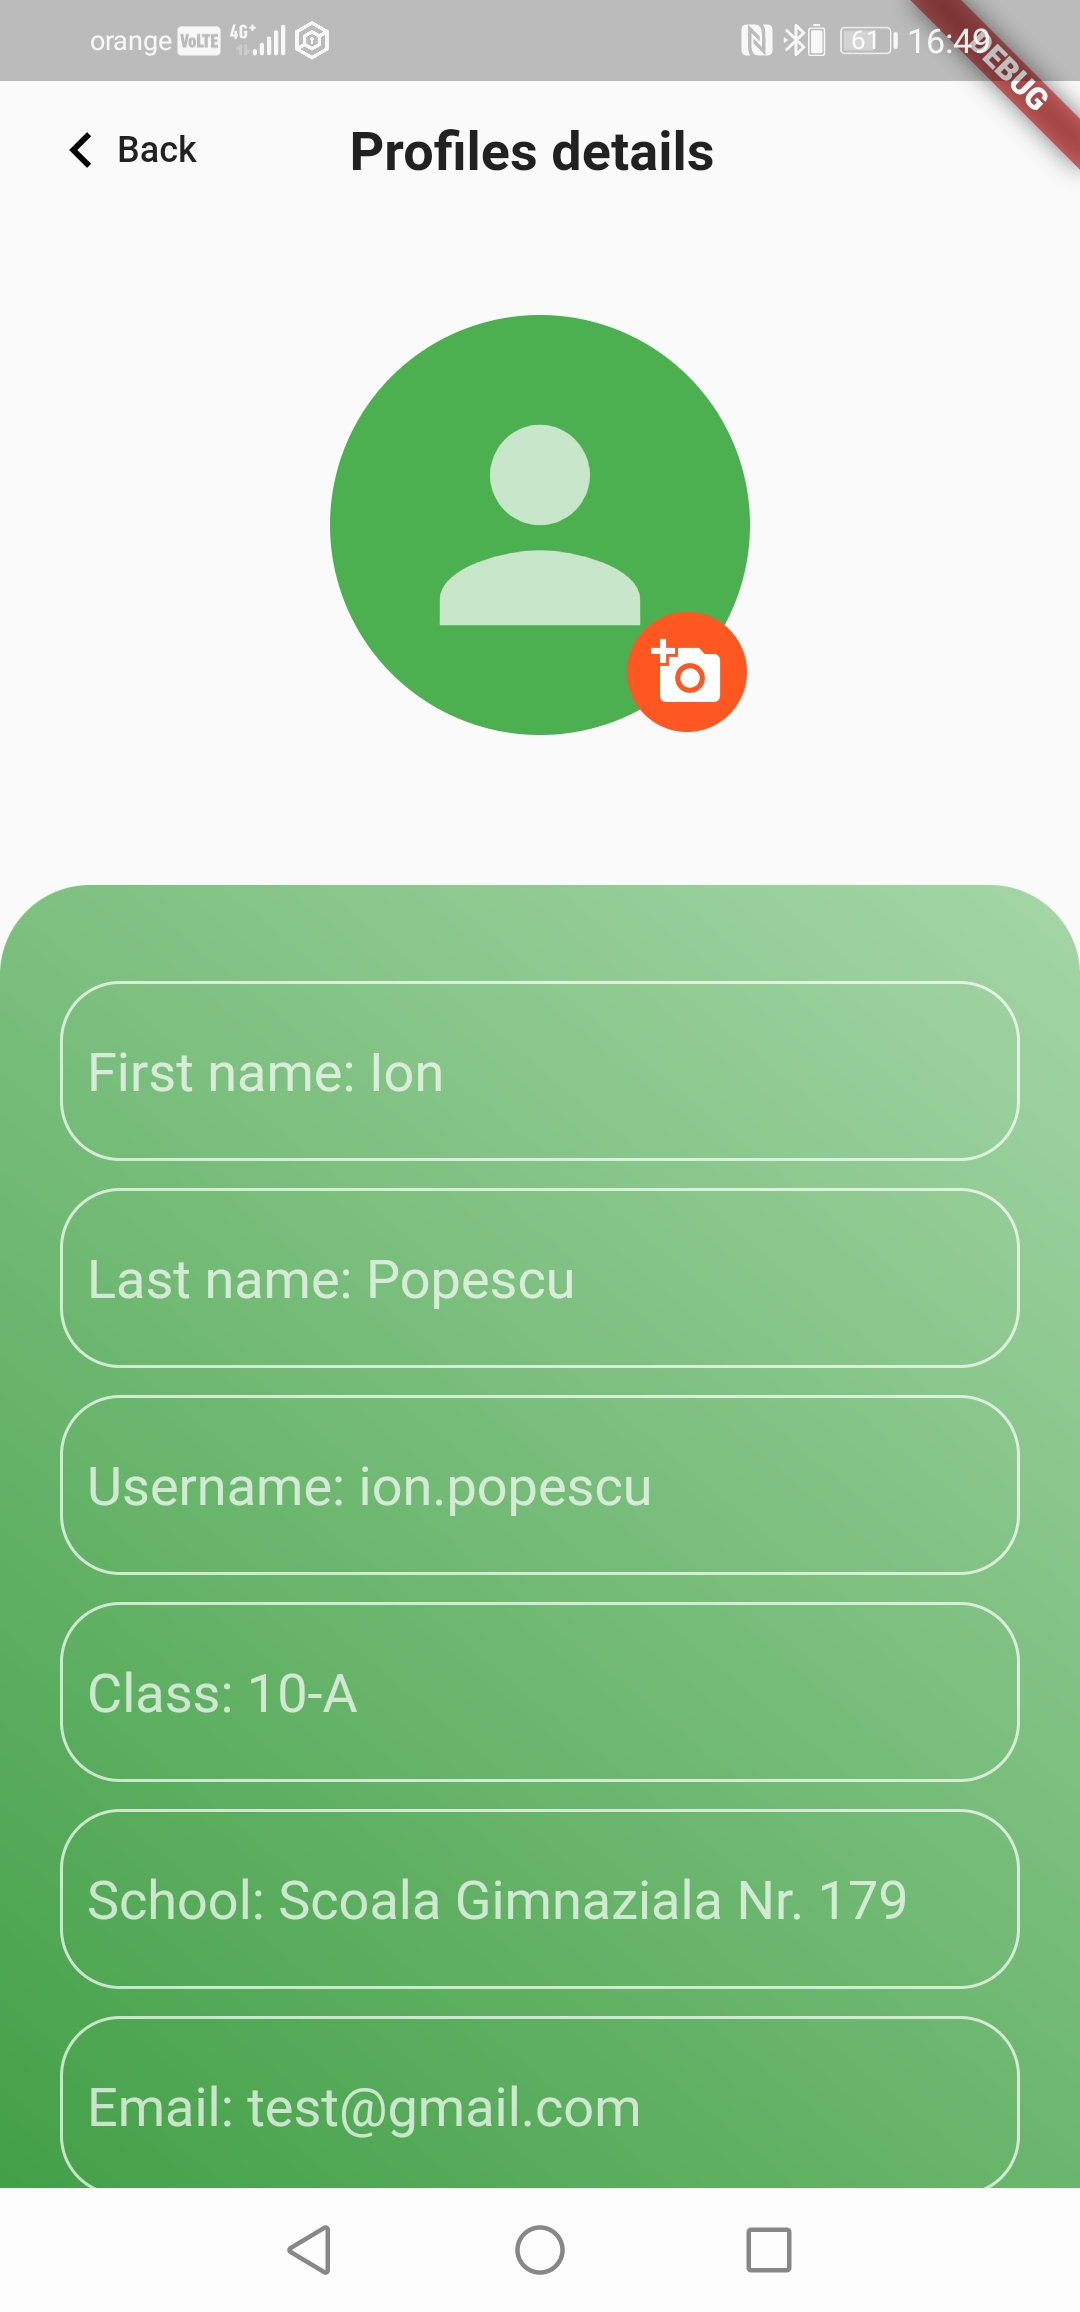 orange VoLTE 4G+ 61 16:49
DEBUG
Back
Profiles details
First name: Ion
Last name: Popescu
Username: ion.popescu
Class: 10-A
School: Scoala Gimnaziala Nr. 179
Email: test@gmail.com